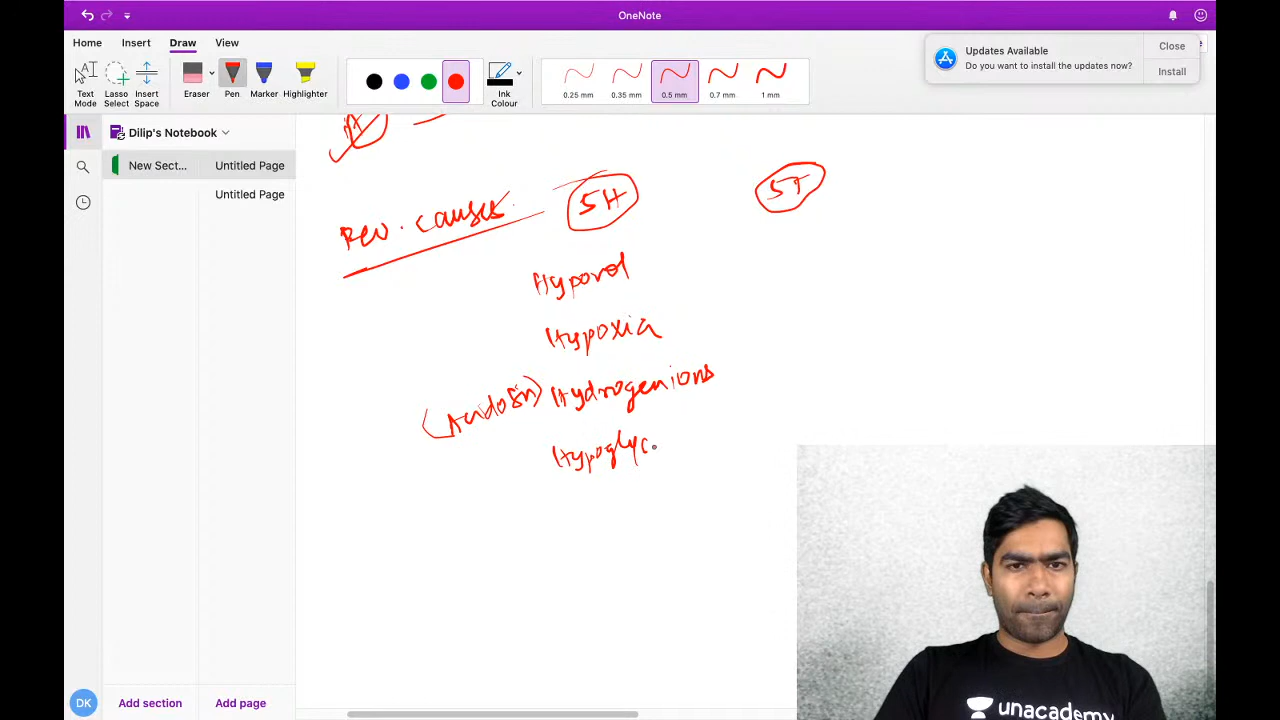 OneNote
Home Insert Draw View
Updates Available
Do you want to install the updates now?
Close
Install
Text Mode
Lasso Select
Insert Space
Eraser
Pen
Marker
Highlighter
Ink Colour
0.25 mm 0.35 mm 0.5 mm 0.7 mm 1 mm
Dilip's Notebook
New Sect... Untitled Page
Untitled Page
Rev. causes 5H 5T
Hypovol
Hypoxia
(Acidosis) Hydrogenions
Hypoglyc
DK Add section Add page
unacademy